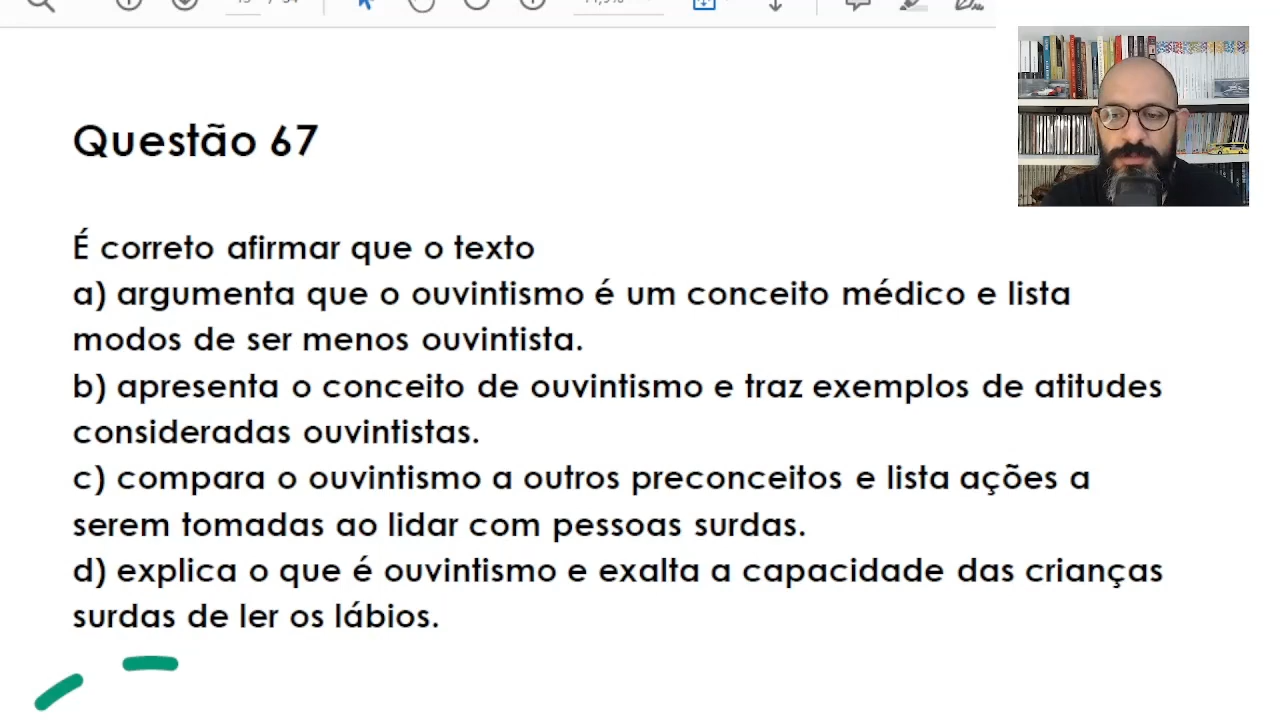 Questão 67
É correto afirmar que o texto
a) argumenta que o ouvintismo é um conceito médico e lista
modos de ser menos ouvintista.
b) apresenta o conceito de ouvintismo e traz exemplos de atitudes
consideradas ouvintistas.
c) compara o ouvintismo a outros preconceitos e lista ações a
serem tomadas ao lidar com pessoas surdas.
d) explica o que é ouvintismo e exalta a capacidade das crianças
surdas de ler os lábios.